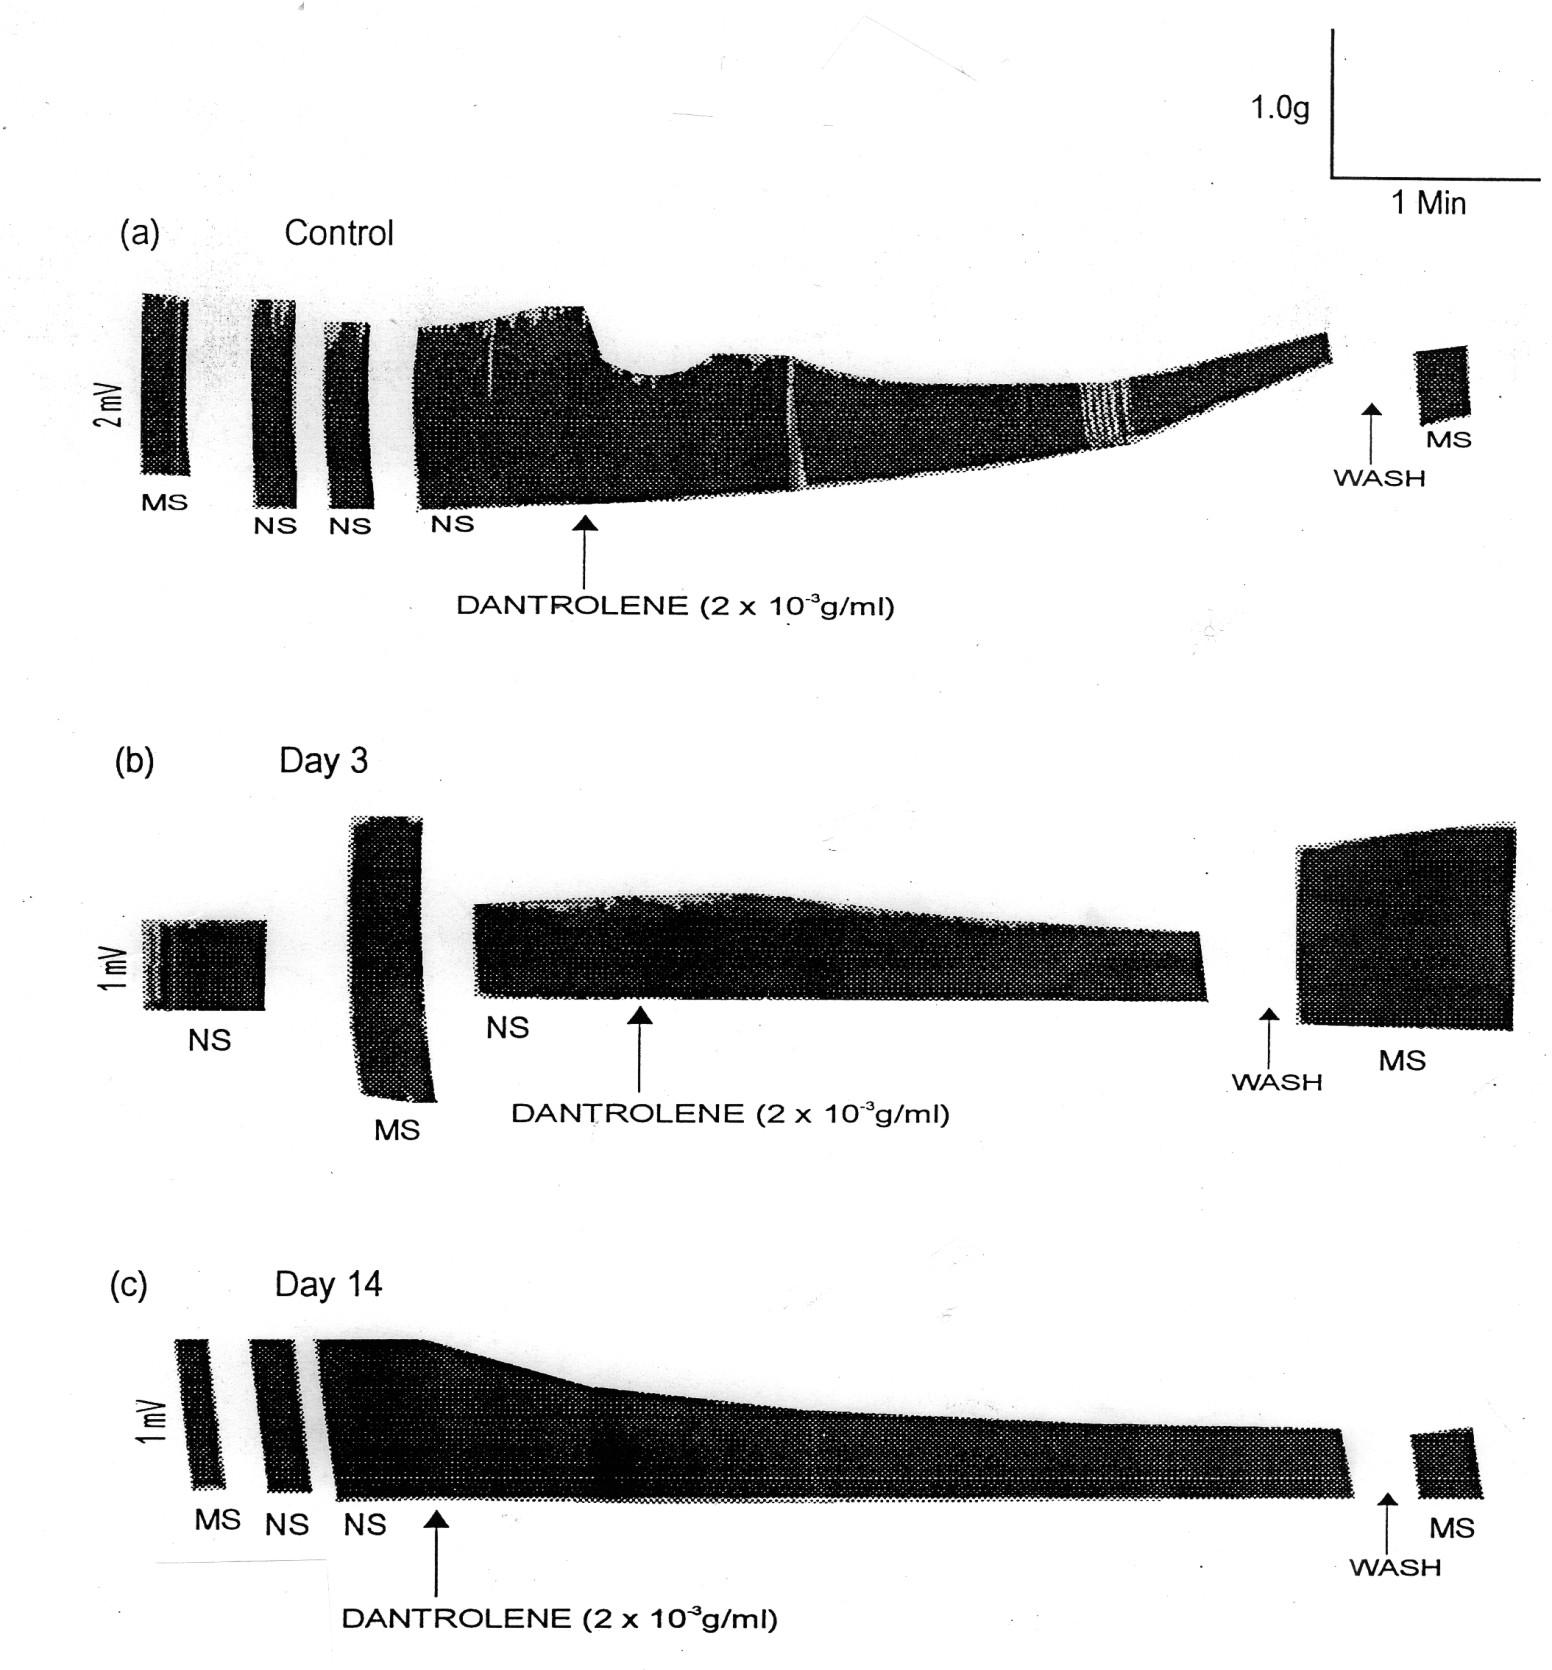 1.0g
1 Min
(a) Control
2 mV
MS
NS
NS
NS
WASH
MS
DANTROLENE (2 x 10⁻³g/ml)
(b) Day 3
1 mV
NS
MS
NS
WASH
MS
DANTROLENE (2 x 10⁻³g/ml)
(c) Day 14
1 mV
MS
NS
NS
WASH
MS
DANTROLENE (2 x 10⁻³g/ml)